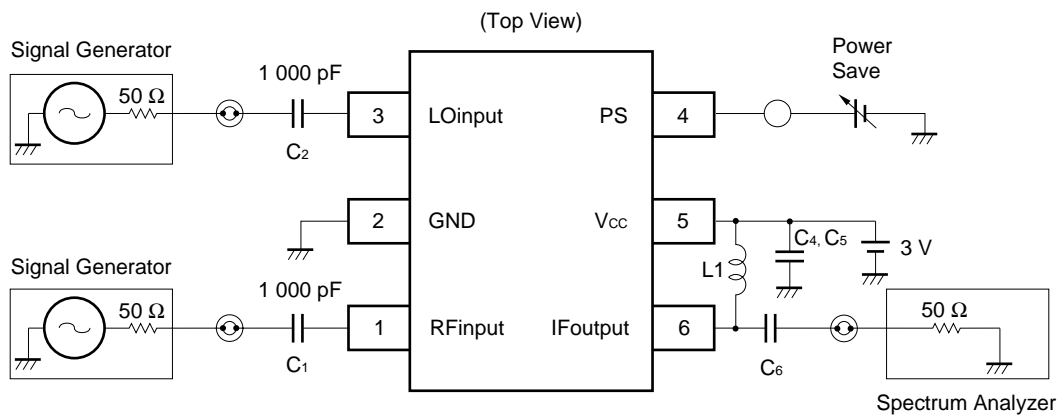 (Top View)
Signal Generator
50 Ω
1 000 pF
C2
3
LOinput
PS
4
Power
Save
2
GND
VCC
5
C4, C5
3 V
L1
Signal Generator
50 Ω
1 000 pF
C1
1
RFinput
IFoutput
6
C6
50 Ω
Spectrum Analyzer